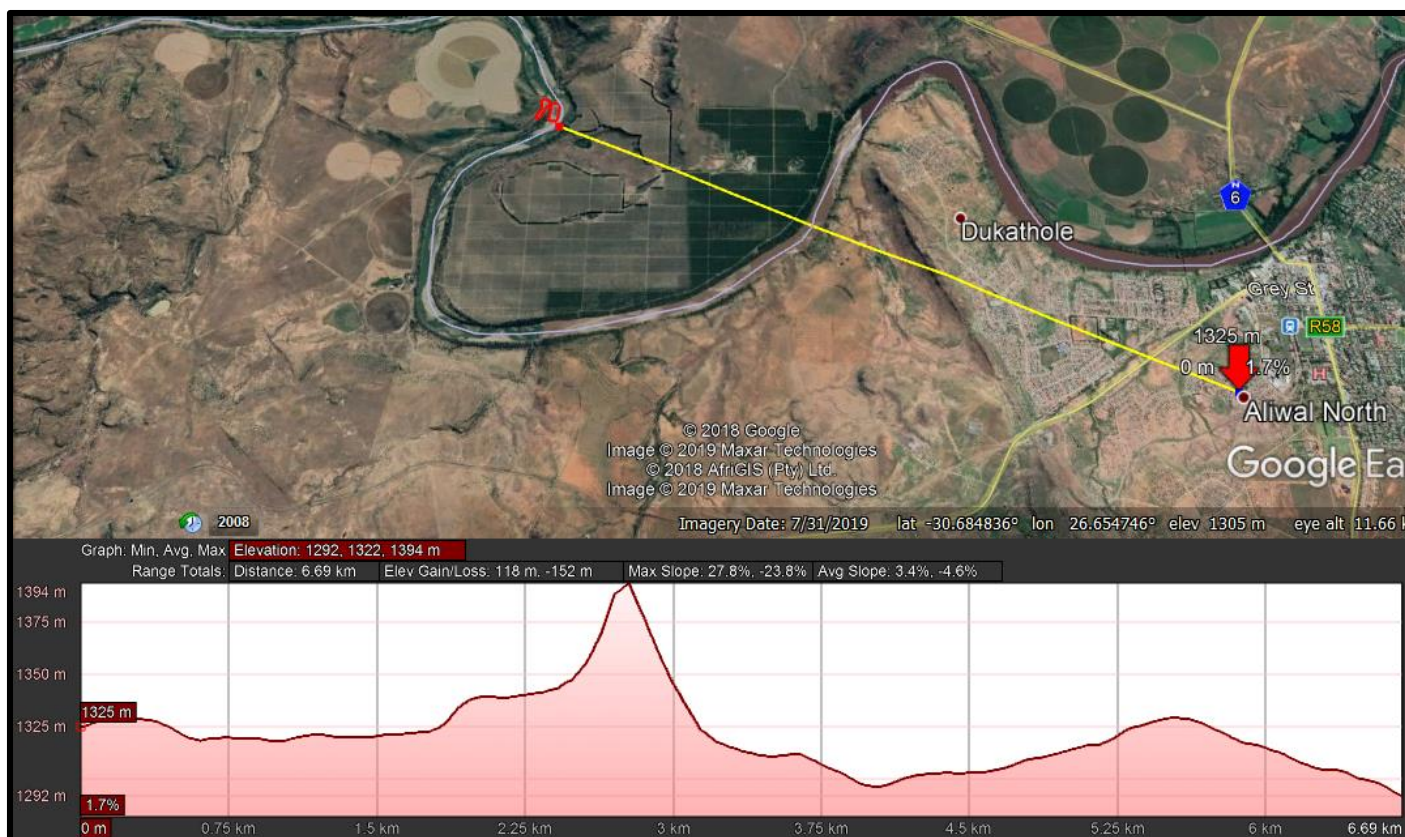 N
6
Dukathole
Grey St
R58
1325 m
0 m 1.7%
H
Aliwal North
© 2018 Google
Image © 2019 Maxar Technologies
© 2018 AfriGIS (Pty) Ltd.
Image © 2019 Maxar Technologies
Google Ea
2008
Imagery Date: 7/31/2019 lat -30.684836° lon 26.654746° elev 1305 m eye alt 11.66 k
Graph: Min, Avg, Max Elevation: 1292, 1322, 1394 m
Range Totals: Distance: 6.69 km Elev Gain/Loss: 118 m, -152 m Max Slope: 27.8%, -23.8% Avg Slope: 3.4%, -4.6%
1394 m
1375 m
1350 m
1325 m
1325 m
1292 m
1.7%
0 m 0.75 km 1.5 km 2.25 km 3 km 3.75 km 4.5 km 5.25 km 6 km 6.69 km